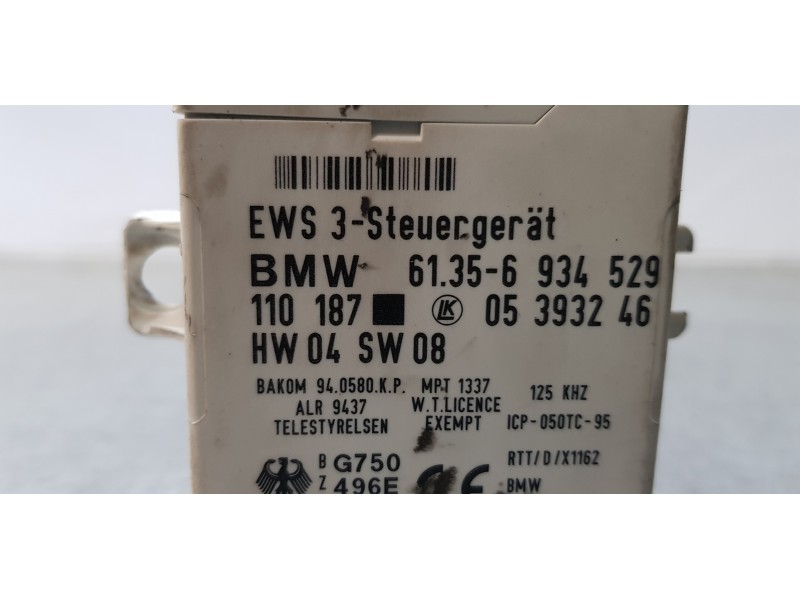 EWS 3-Steuergerät
BMW 61.35-6 934 529
110 187 LK 05 3932 46
HW 04 SW 08
BAKOM 94.0580.K.P. MPT 1337 125 KHZ
ALR 9437 W.T.LICENCE
TELESTYRELSEN EXEMPT ICP-050TC-95
B G750 RTT/D/X1162
Z 496E CE BMW